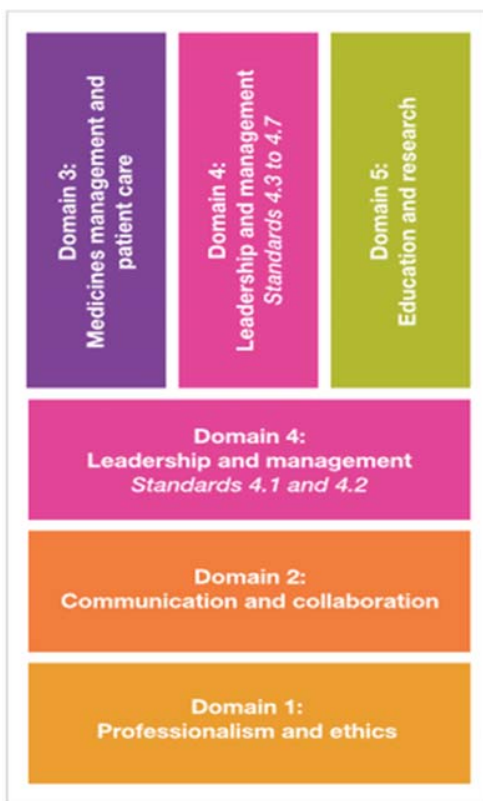 Domain 3:
Medicines management and
patient care
Domain 4:
Leadership and management
Standards 4.3 to 4.7
Domain 5:
Education and research
Domain 4:
Leadership and management
Standards 4.1 and 4.2
Domain 2:
Communication and collaboration
Domain 1:
Professionalism and ethics